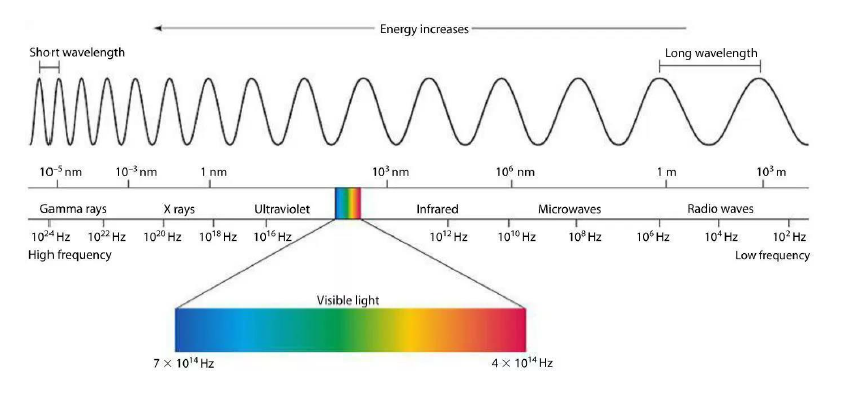 Energy increases
Short wavelength
Long wavelength
10⁻⁵ nm 10⁻³ nm 1 nm 10³ nm 10⁶ nm 1 m 10³ m
Gamma rays X rays Ultraviolet Infrared Microwaves Radio waves
10²⁴ Hz 10²² Hz 10²⁰ Hz 10¹⁸ Hz 10¹⁶ Hz 10¹² Hz 10¹⁰ Hz 10⁸ Hz 10⁶ Hz 10⁴ Hz 10² Hz
High frequency Low frequency
Visible light
7 × 10¹⁴ Hz 4 × 10¹⁴ Hz